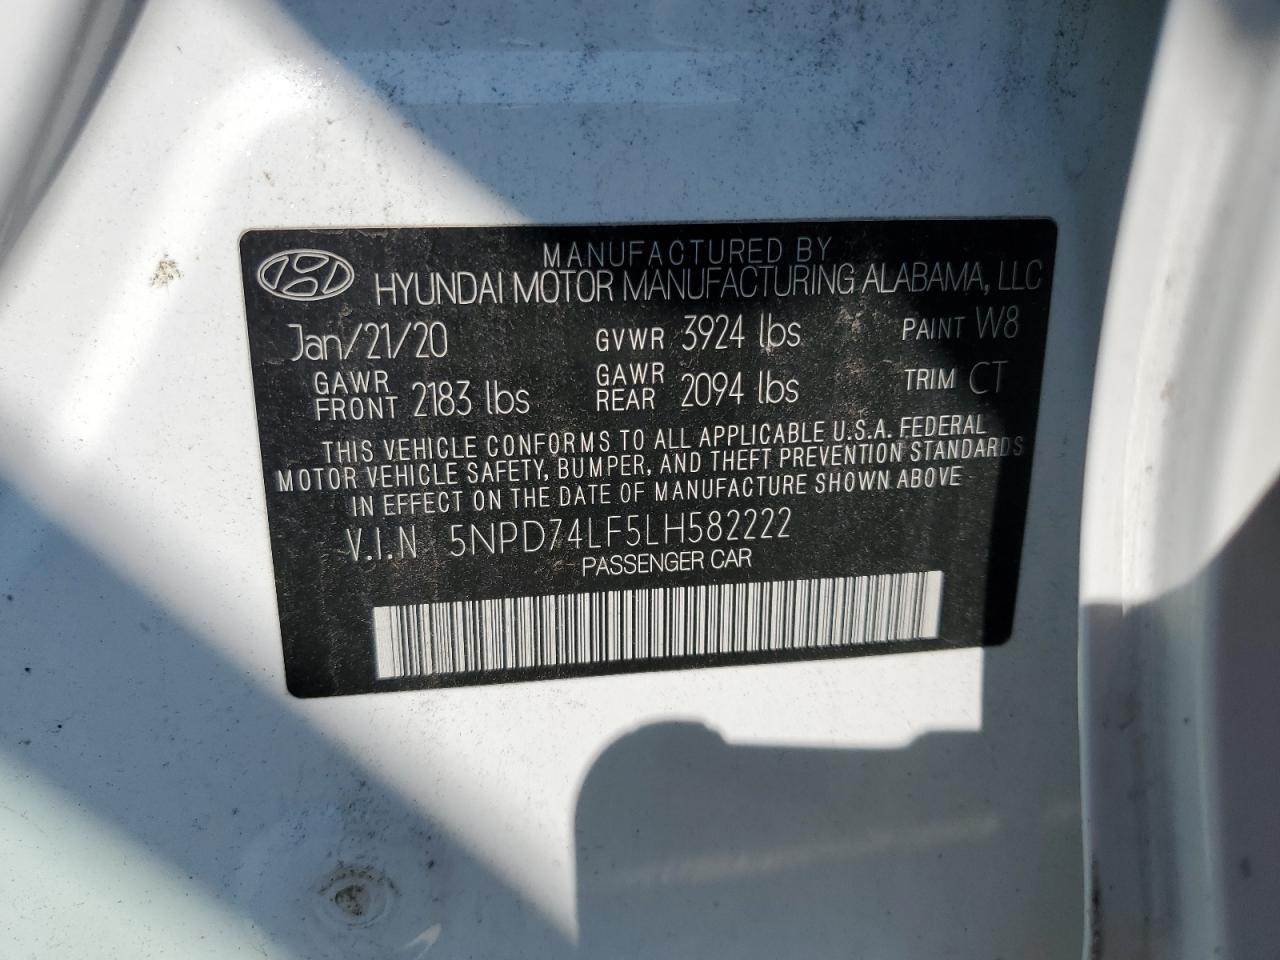 MANUFACTURED BY
HYUNDAI MOTOR MANUFACTURING ALABAMA, LLC
Jan/21/20 GVWR 3924 lbs PAINT W8
GAWR FRONT 2183 lbs GAWR REAR 2094 lbs TRIM CT
THIS VEHICLE CONFORMS TO ALL APPLICABLE U.S.A. FEDERAL
MOTOR VEHICLE SAFETY, BUMPER, AND THEFT PREVENTION STANDARDS
IN EFFECT ON THE DATE OF MANUFACTURE SHOWN ABOVE
V.I.N 5NPD74LF5LH582222
PASSENGER CAR